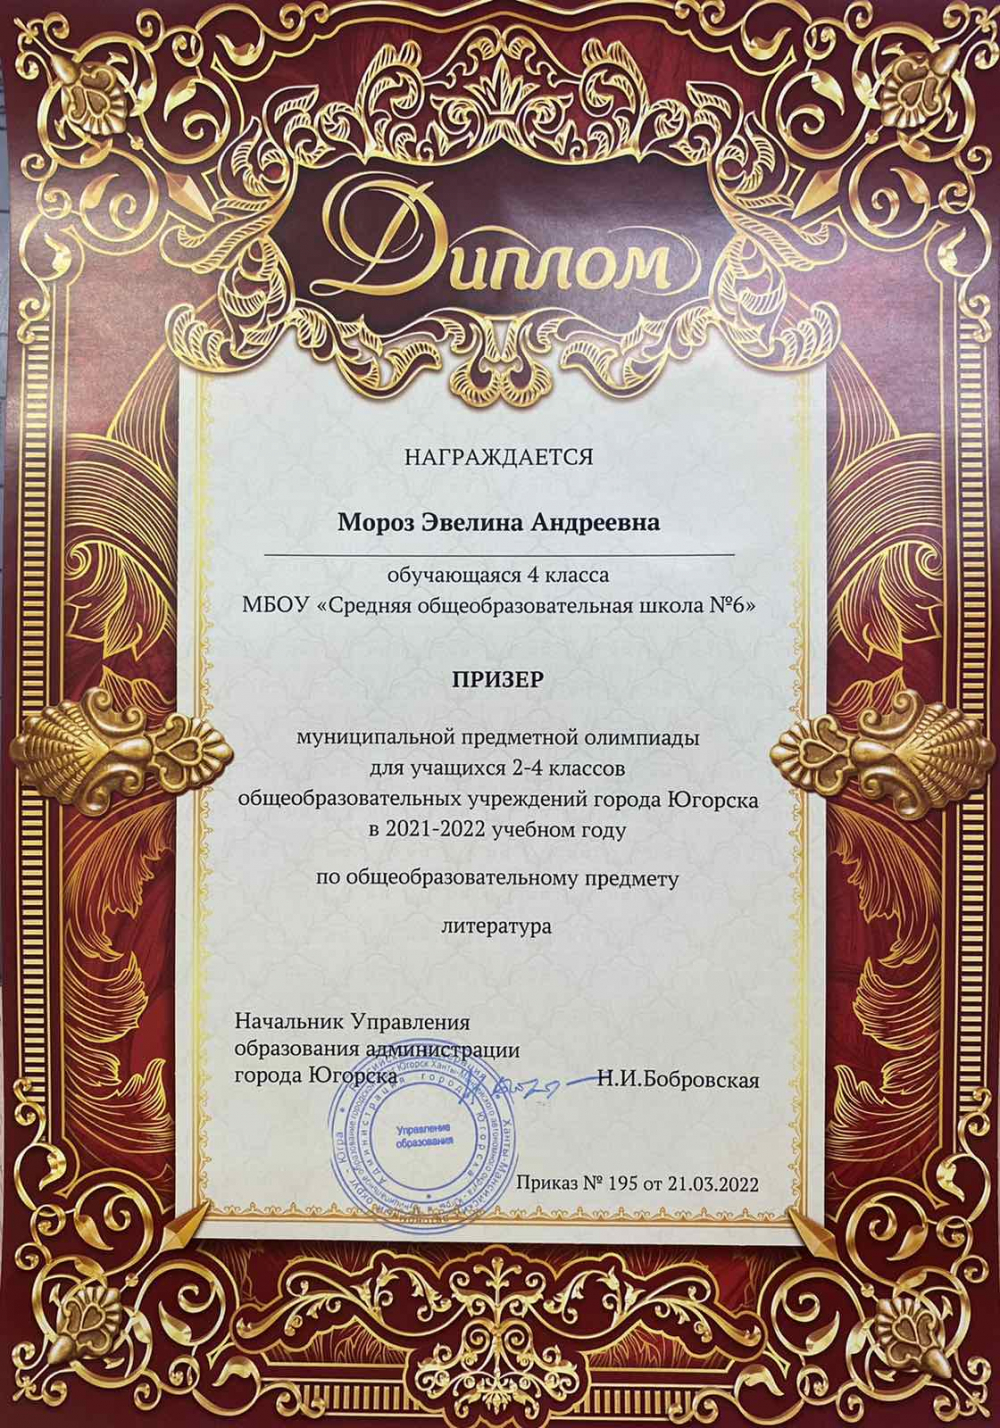 Диплом
НАГРАЖДАЕТСЯ
Мороз Эвелина Андреевна
обучающаяся 4 класса
МБОУ «Средняя общеобразовательная школа №6»
ПРИЗЕР
муниципальной предметной олимпиады
для учащихся 2-4 классов
общеобразовательных учреждений города Югорска
в 2021-2022 учебном году
по общеобразовательному предмету
литература
Начальник Управления
образования администрации
города Югорска
Н.И.Бобровская
Управление
образования
Приказ № 195 от 21.03.2022